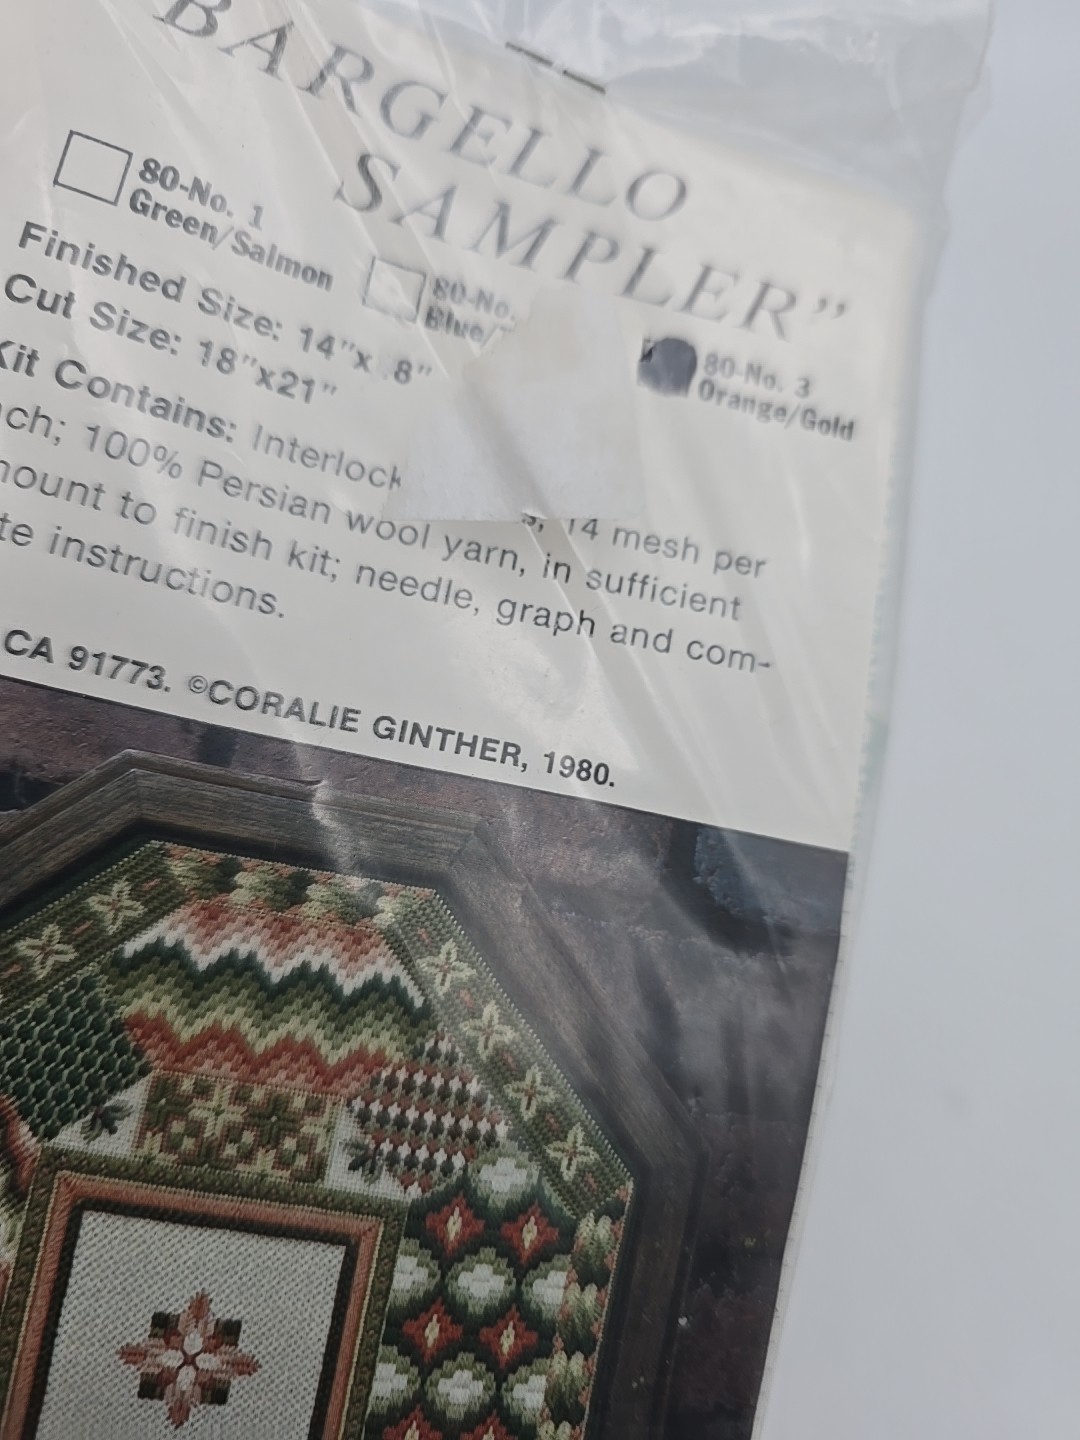 BARGELLO
SAMPLER”
80-No. 1
Green/Salmon
80-No.
Blue/
80-No. 3
Orange/Gold
Finished Size: 14”x 8”
Cut Size: 18”x21”
Kit Contains: Interlock s, 14 mesh per
ch; 100% Persian wool yarn, in sufficient
mount to finish kit; needle, graph and com-
te instructions.
CA 91773. ©CORALIE GINTHER, 1980.